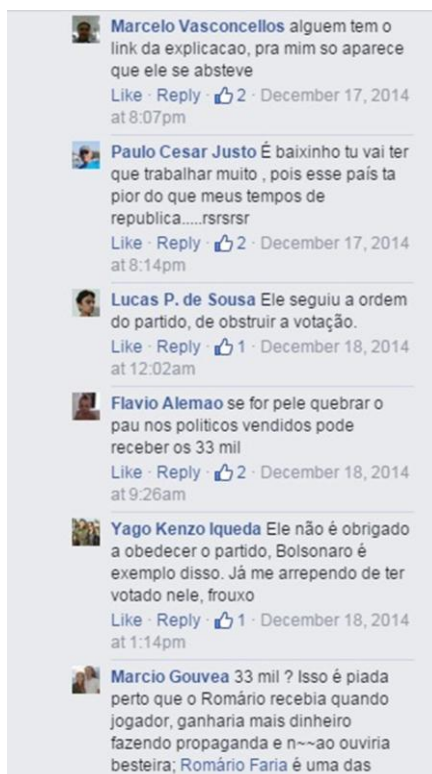 Marcelo Vasconcellos alguem tem o
link da explicacao, pra mim so aparece
que ele se absteve
Like · Reply · 2 · December 17, 2014
at 8:07pm
Paulo Cesar Justo É baixinho tu vai ter
que trabalhar muito , pois esse país ta
pior do que meus tempos de
republica.....rsrsrsr
Like · Reply · 2 · December 17, 2014
at 8:14pm
Lucas P. de Sousa Ele seguiu a ordem
do partido, de obstruir a votação.
Like · Reply · 1 · December 18, 2014
at 12:02am
Flavio Alemao se for pele quebrar o
pau nos politicos vendidos pode
receber os 33 mil
Like · Reply · 2 · December 18, 2014
at 9:26am
Yago Kenzo Iqueda Ele não é obrigado
a obedecer o partido, Bolsonaro é
exemplo disso. Já me arrependo de ter
votado nele, frouxo
Like · Reply · 1 · December 18, 2014
at 1:14pm
Marcio Gouvea 33 mil ? Isso é piada
perto que o Romário recebia quando
jogador, ganharia mais dinheiro
fazendo propaganda e n~~ao ouviria
besteira; Romário Faria é uma das